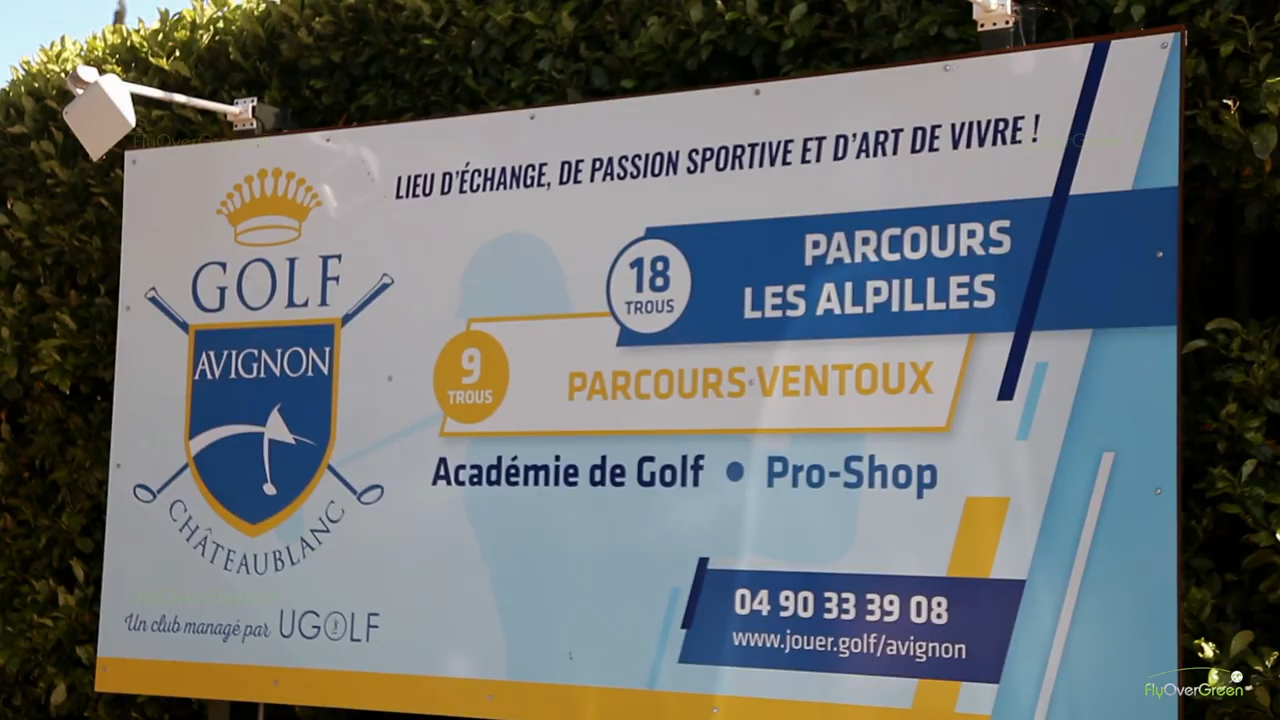 LIEU D'ÉCHANGE, DE PASSION SPORTIVE ET D'ART DE VIVRE !
GOLF
AVIGNON
CHÂTEAUBLANC
Un club managé par UGOLF
18
TROUS
PARCOURS
LES ALPILLES
9
TROUS
PARCOURS VENTOUX
Académie de Golf • Pro-Shop
04 90 33 39 08
www.jouer.golf/avignon
FlyOverGreen
FlyOverGreen